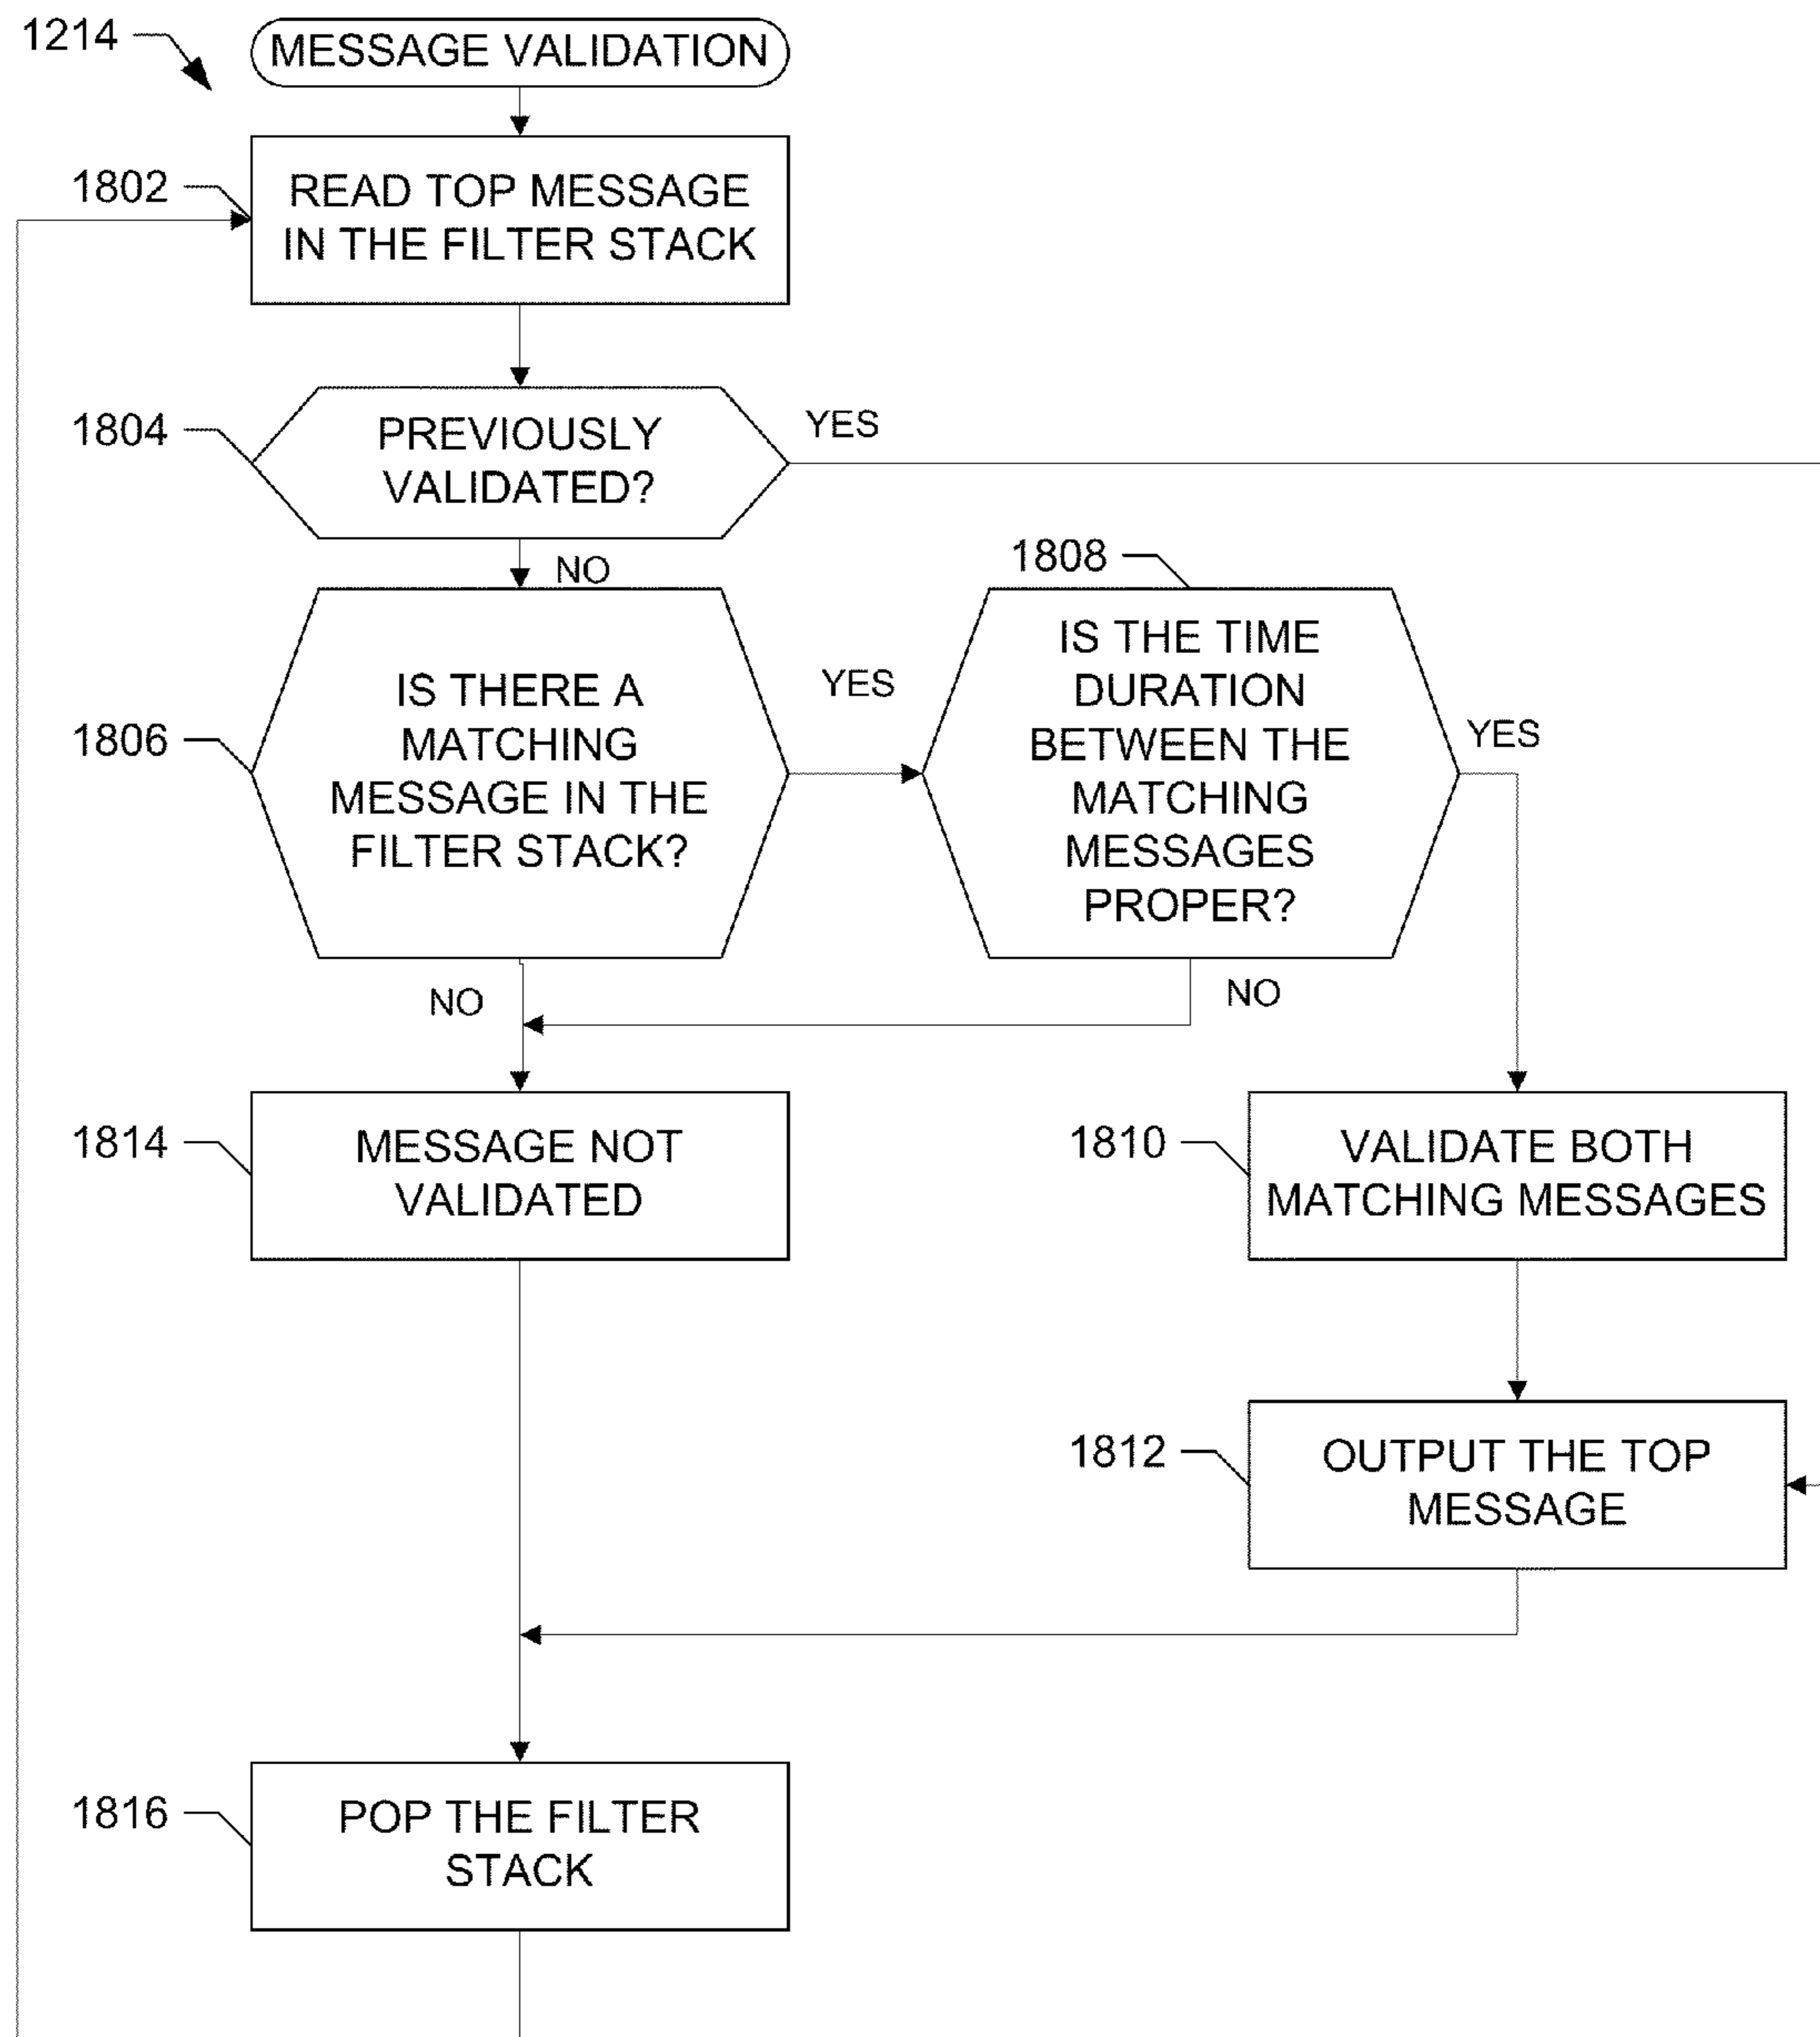 1214
MESSAGE VALIDATION
1802
READ TOP MESSAGE
IN THE FILTER STACK
1804
PREVIOUSLY
VALIDATED?
YES
NO
1806
IS THERE A
MATCHING
MESSAGE IN THE
FILTER STACK?
YES
NO
1808
IS THE TIME
DURATION
BETWEEN THE
MATCHING
MESSAGES
PROPER?
YES
NO
1814
MESSAGE NOT
VALIDATED
1810
VALIDATE BOTH
MATCHING MESSAGES
1812
OUTPUT THE TOP
MESSAGE
1816
POP THE FILTER
STACK